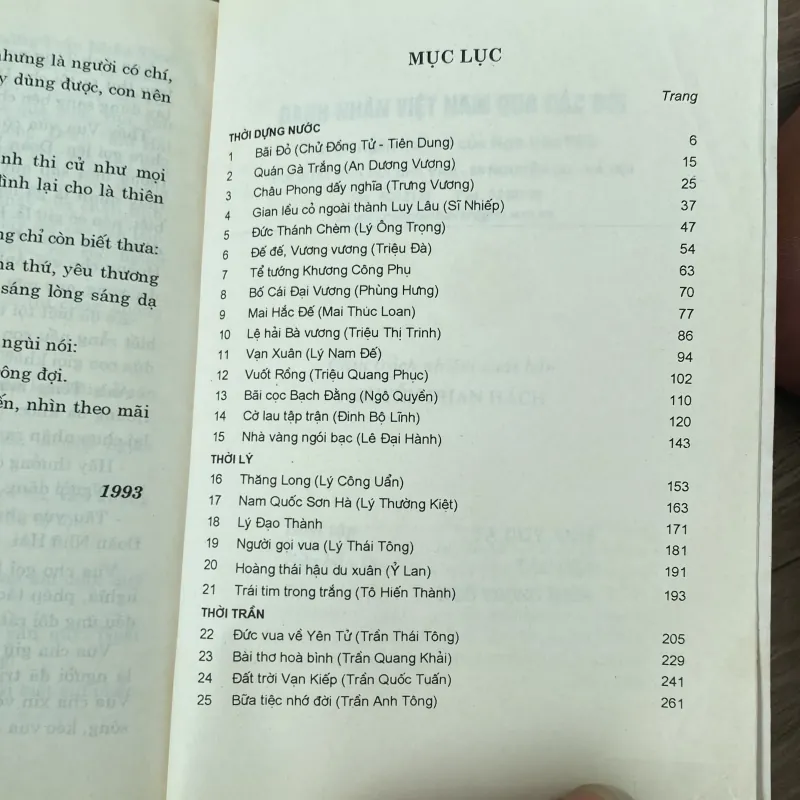 nhưng là người có chí,
dùng được, con nên
thi cử như mọi
lại cho là thiên
chỉ còn biết thưa:
thứ, yêu thương
sáng lòng sáng dạ
ngùi nói:
đợi.
nhìn theo mãi
1993
MỤC LỤC
Trang
THỜI DỰNG NƯỚC
1 Bãi Đỏ (Chử Đống Tử - Tiên Dung) 6
2 Quán Gà Trắng (An Dương Vương) 15
3 Châu Phong dấy nghĩa (Trưng Vương) 25
4 Gian lều cỏ ngoài thành Luy Lâu (Sĩ Nhiếp) 37
5 Đức Thánh Chèm (Lý Ông Trọng) 47
6 Đế đế, Vương vương (Triệu Đà) 54
7 Tể tướng Khương Công Phụ 63
8 Bố Cái Đại Vương (Phùng Hưng) 70
9 Mai Hắc Đế (Mai Thúc Loan) 77
10 Lệ hải Bà vương (Triệu Thị Trinh) 86
11 Vạn Xuân (Lý Nam Đế) 94
12 Vuốt Rồng (Triệu Quang Phục) 102
13 Bãi cọc Bạch Đằng (Ngô Quyền) 110
14 Cờ lau tập trận (Đinh Bộ Lĩnh) 120
15 Nhà vàng ngói bạc (Lê Đại Hành) 143
THỜI LÝ
16 Thăng Long (Lý Công Uẩn) 153
17 Nam Quốc Sơn Hà (Lý Thường Kiệt) 163
18 Lý Đạo Thành 171
19 Người gọi vua (Lý Thái Tông) 181
20 Hoàng thái hậu du xuân (Ỷ Lan) 191
21 Trái tim trong trắng (Tô Hiến Thành) 193
THỜI TRẦN
22 Đức vua về Yên Tử (Trần Thái Tông) 205
23 Bài thơ hoà bình (Trần Quang Khải) 229
24 Đất trời Vạn Kiếp (Trần Quốc Tuấn) 241
25 Bữa tiệc nhớ đời (Trần Anh Tông) 261